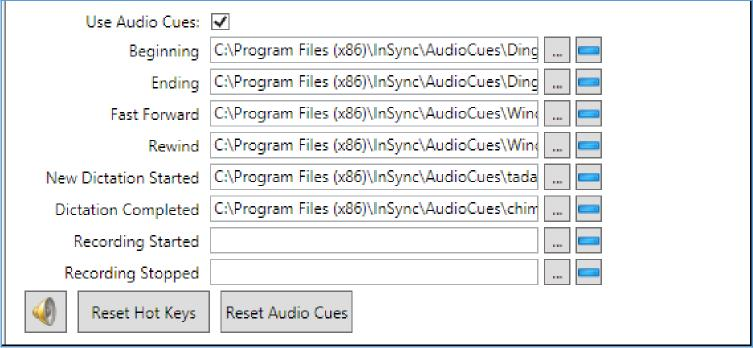 Use Audio Cues:
Beginning C:\Program Files (x86)\InSync\AudioCues\Ding ...
Ending C:\Program Files (x86)\InSync\AudioCues\Ding ...
Fast Forward C:\Program Files (x86)\InSync\AudioCues\Wind ...
Rewind C:\Program Files (x86)\InSync\AudioCues\Wind ...
New Dictation Started C:\Program Files (x86)\InSync\AudioCues\tada ...
Dictation Completed C:\Program Files (x86)\InSync\AudioCues\chim ...
Recording Started ...
Recording Stopped ...
Reset Hot Keys Reset Audio Cues